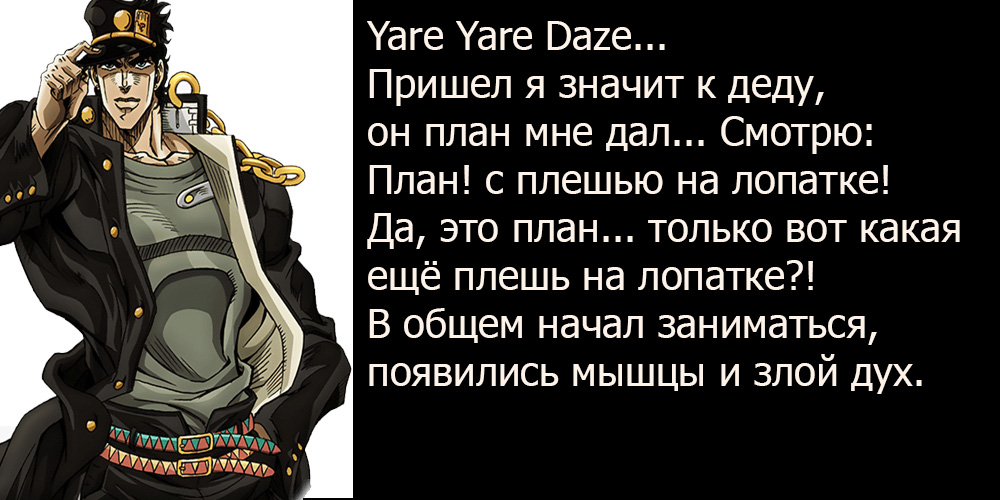 Yare Yare Daze...
Пришел я значит к деду,
он план мне дал... Смотрю:
План! с плешью на лопатке!
Да, это план... только вот какая
ещё плешь на лопатке?!
В общем начал заниматься,
появились мышцы и злой дух.